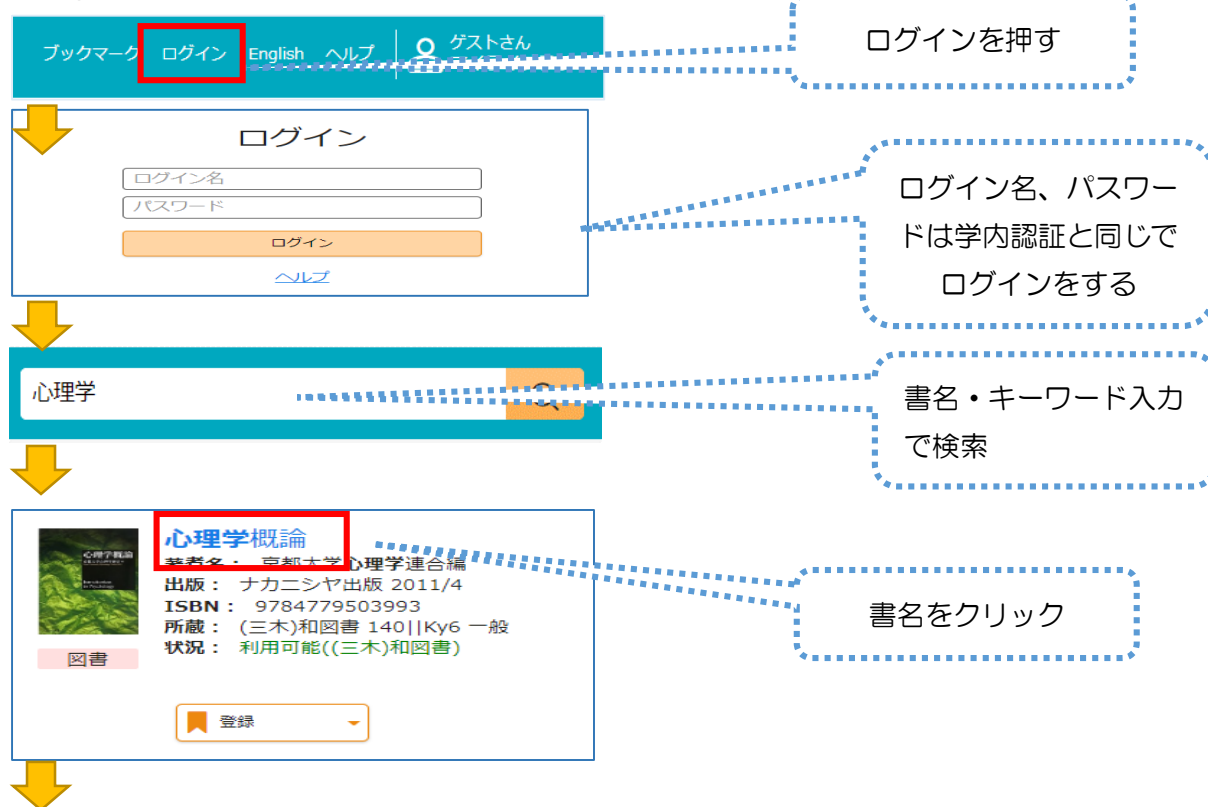 ブックマーク ログイン English ヘルプ ゲストさん
ログインを押す
ログイン
ログイン名
パスワード
ログイン
ヘルプ
ログイン名、パスワー
ドは学内認証と同じで
ログインをする
心理学
書名・キーワード入力
で検索
心理学概論
心理学概論
著者名： 京都大学心理学連合編
出版： ナカニシヤ出版 2011/4
ISBN： 9784779503993
所蔵： (三木)和図書 140||Ky6 一般
状況： 利用可能((三木)和図書)
図書
登録
書名をクリック